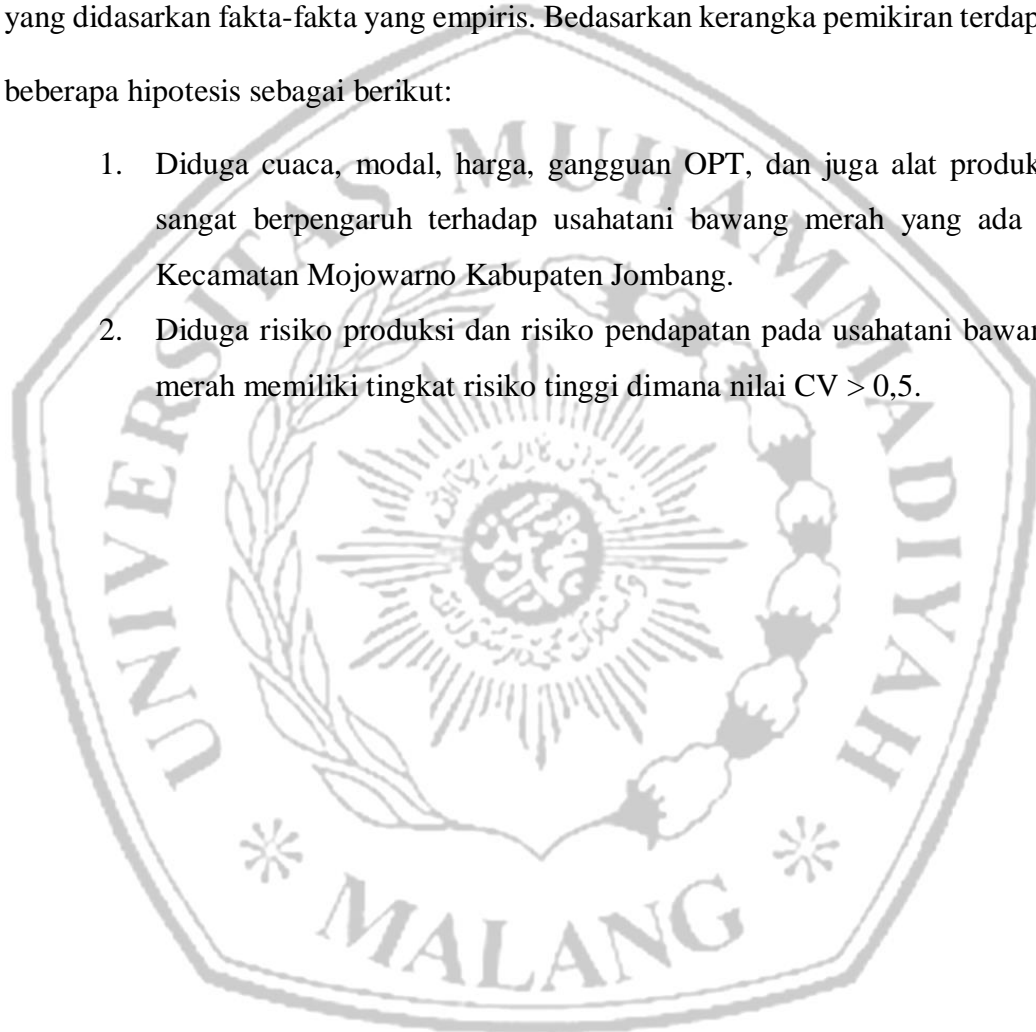 yang didasarkan fakta-fakta yang empiris. Bedasarkan kerangka pemikiran terdap
beberapa hipotesis sebagai berikut:
1. Diduga cuaca, modal, harga, gangguan OPT, dan juga alat produk
sangat berpengaruh terhadap usahatani bawang merah yang ada
Kecamatan Mojowarno Kabupaten Jombang.
2. Diduga risiko produksi dan risiko pendapatan pada usahatani bawan
merah memiliki tingkat risiko tinggi dimana nilai CV > 0,5.
UNIVERSITAS MUHAMMADIYAH
MALANG